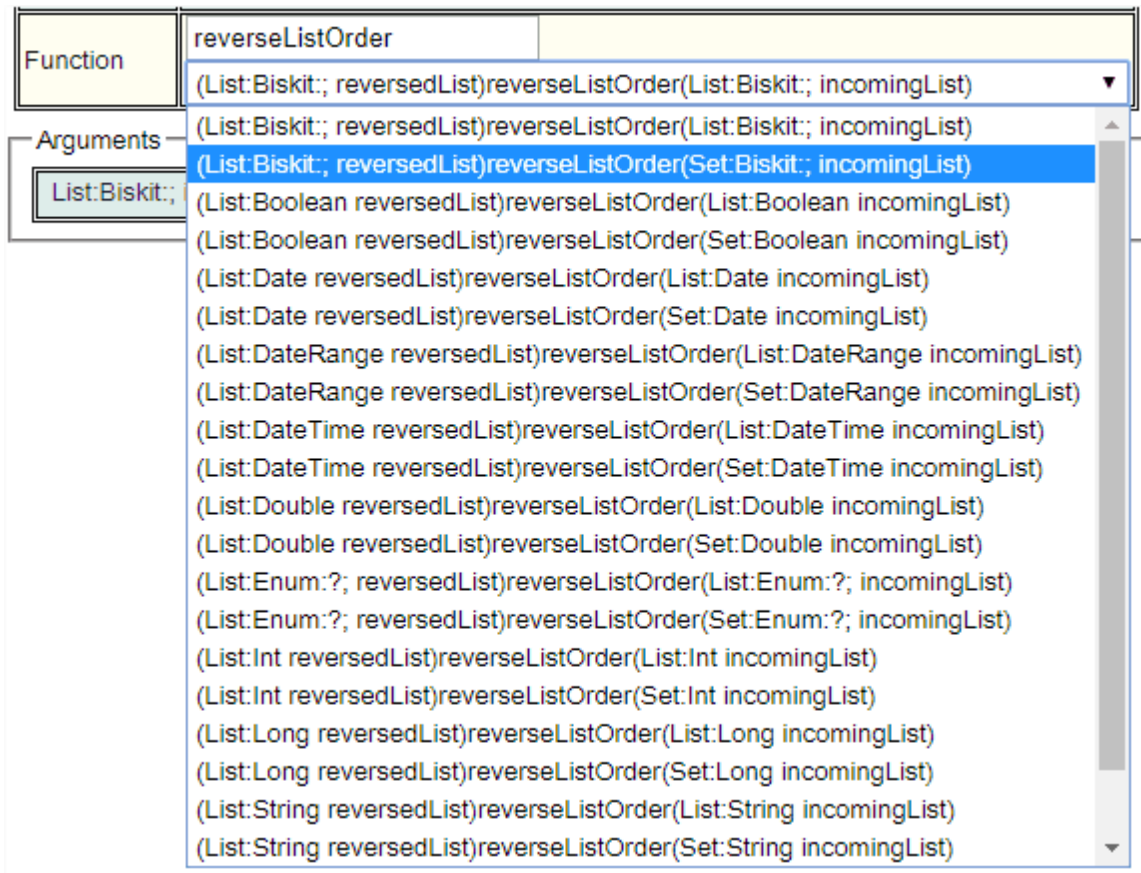 Function
reverseListOrder
(List:Biskit:; reversedList)reverseListOrder(List:Biskit:; incomingList)
Arguments
List:Biskit:;
(List:Biskit:; reversedList)reverseListOrder(List:Biskit:; incomingList)
(List:Biskit:; reversedList)reverseListOrder(Set:Biskit:; incomingList)
(List:Boolean reversedList)reverseListOrder(List:Boolean incomingList)
(List:Boolean reversedList)reverseListOrder(Set:Boolean incomingList)
(List:Date reversedList)reverseListOrder(List:Date incomingList)
(List:Date reversedList)reverseListOrder(Set:Date incomingList)
(List:DateRange reversedList)reverseListOrder(List:DateRange incomingList)
(List:DateRange reversedList)reverseListOrder(Set:DateRange incomingList)
(List:DateTime reversedList)reverseListOrder(List:DateTime incomingList)
(List:DateTime reversedList)reverseListOrder(Set:DateTime incomingList)
(List:Double reversedList)reverseListOrder(List:Double incomingList)
(List:Double reversedList)reverseListOrder(Set:Double incomingList)
(List:Enum:?; reversedList)reverseListOrder(List:Enum:?; incomingList)
(List:Enum:?; reversedList)reverseListOrder(Set:Enum:?; incomingList)
(List:Int reversedList)reverseListOrder(List:Int incomingList)
(List:Int reversedList)reverseListOrder(Set:Int incomingList)
(List:Long reversedList)reverseListOrder(List:Long incomingList)
(List:Long reversedList)reverseListOrder(Set:Long incomingList)
(List:String reversedList)reverseListOrder(List:String incomingList)
(List:String reversedList)reverseListOrder(Set:String incomingList)